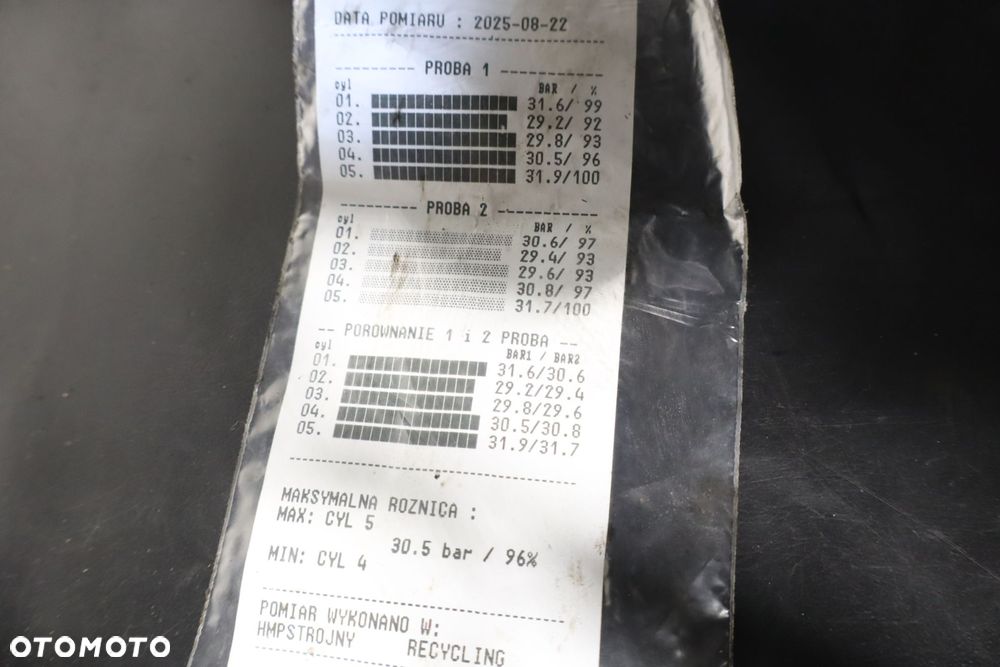 DATA POMIARU : 2025-08-22
--------- PROBA 1 ------------
cyl BAR / %
01. 31.6/ 99
02. 29.2/ 92
03. 29.8/ 93
04. 30.5/ 96
05. 31.9/100
--------- PROBA 2 ------------
cyl BAR / %
01. 30.6/ 97
02. 29.4/ 93
03. 29.6/ 93
04. 30.8/ 97
05. 31.7/100
-- POROWNANIE 1 i 2 PROBA --
cyl BAR1 / BAR2
01. 31.6/30.6
02. 29.2/29.4
03. 29.8/29.6
04. 30.5/30.8
05. 31.9/31.7
MAKSYMALNA ROZNICA :
MAX: CYL 5
30.5 bar / 96%
MIN: CYL 4
POMIAR WYKONANO W:
HMPSTROJNY RECYCLING
OTOMOTO